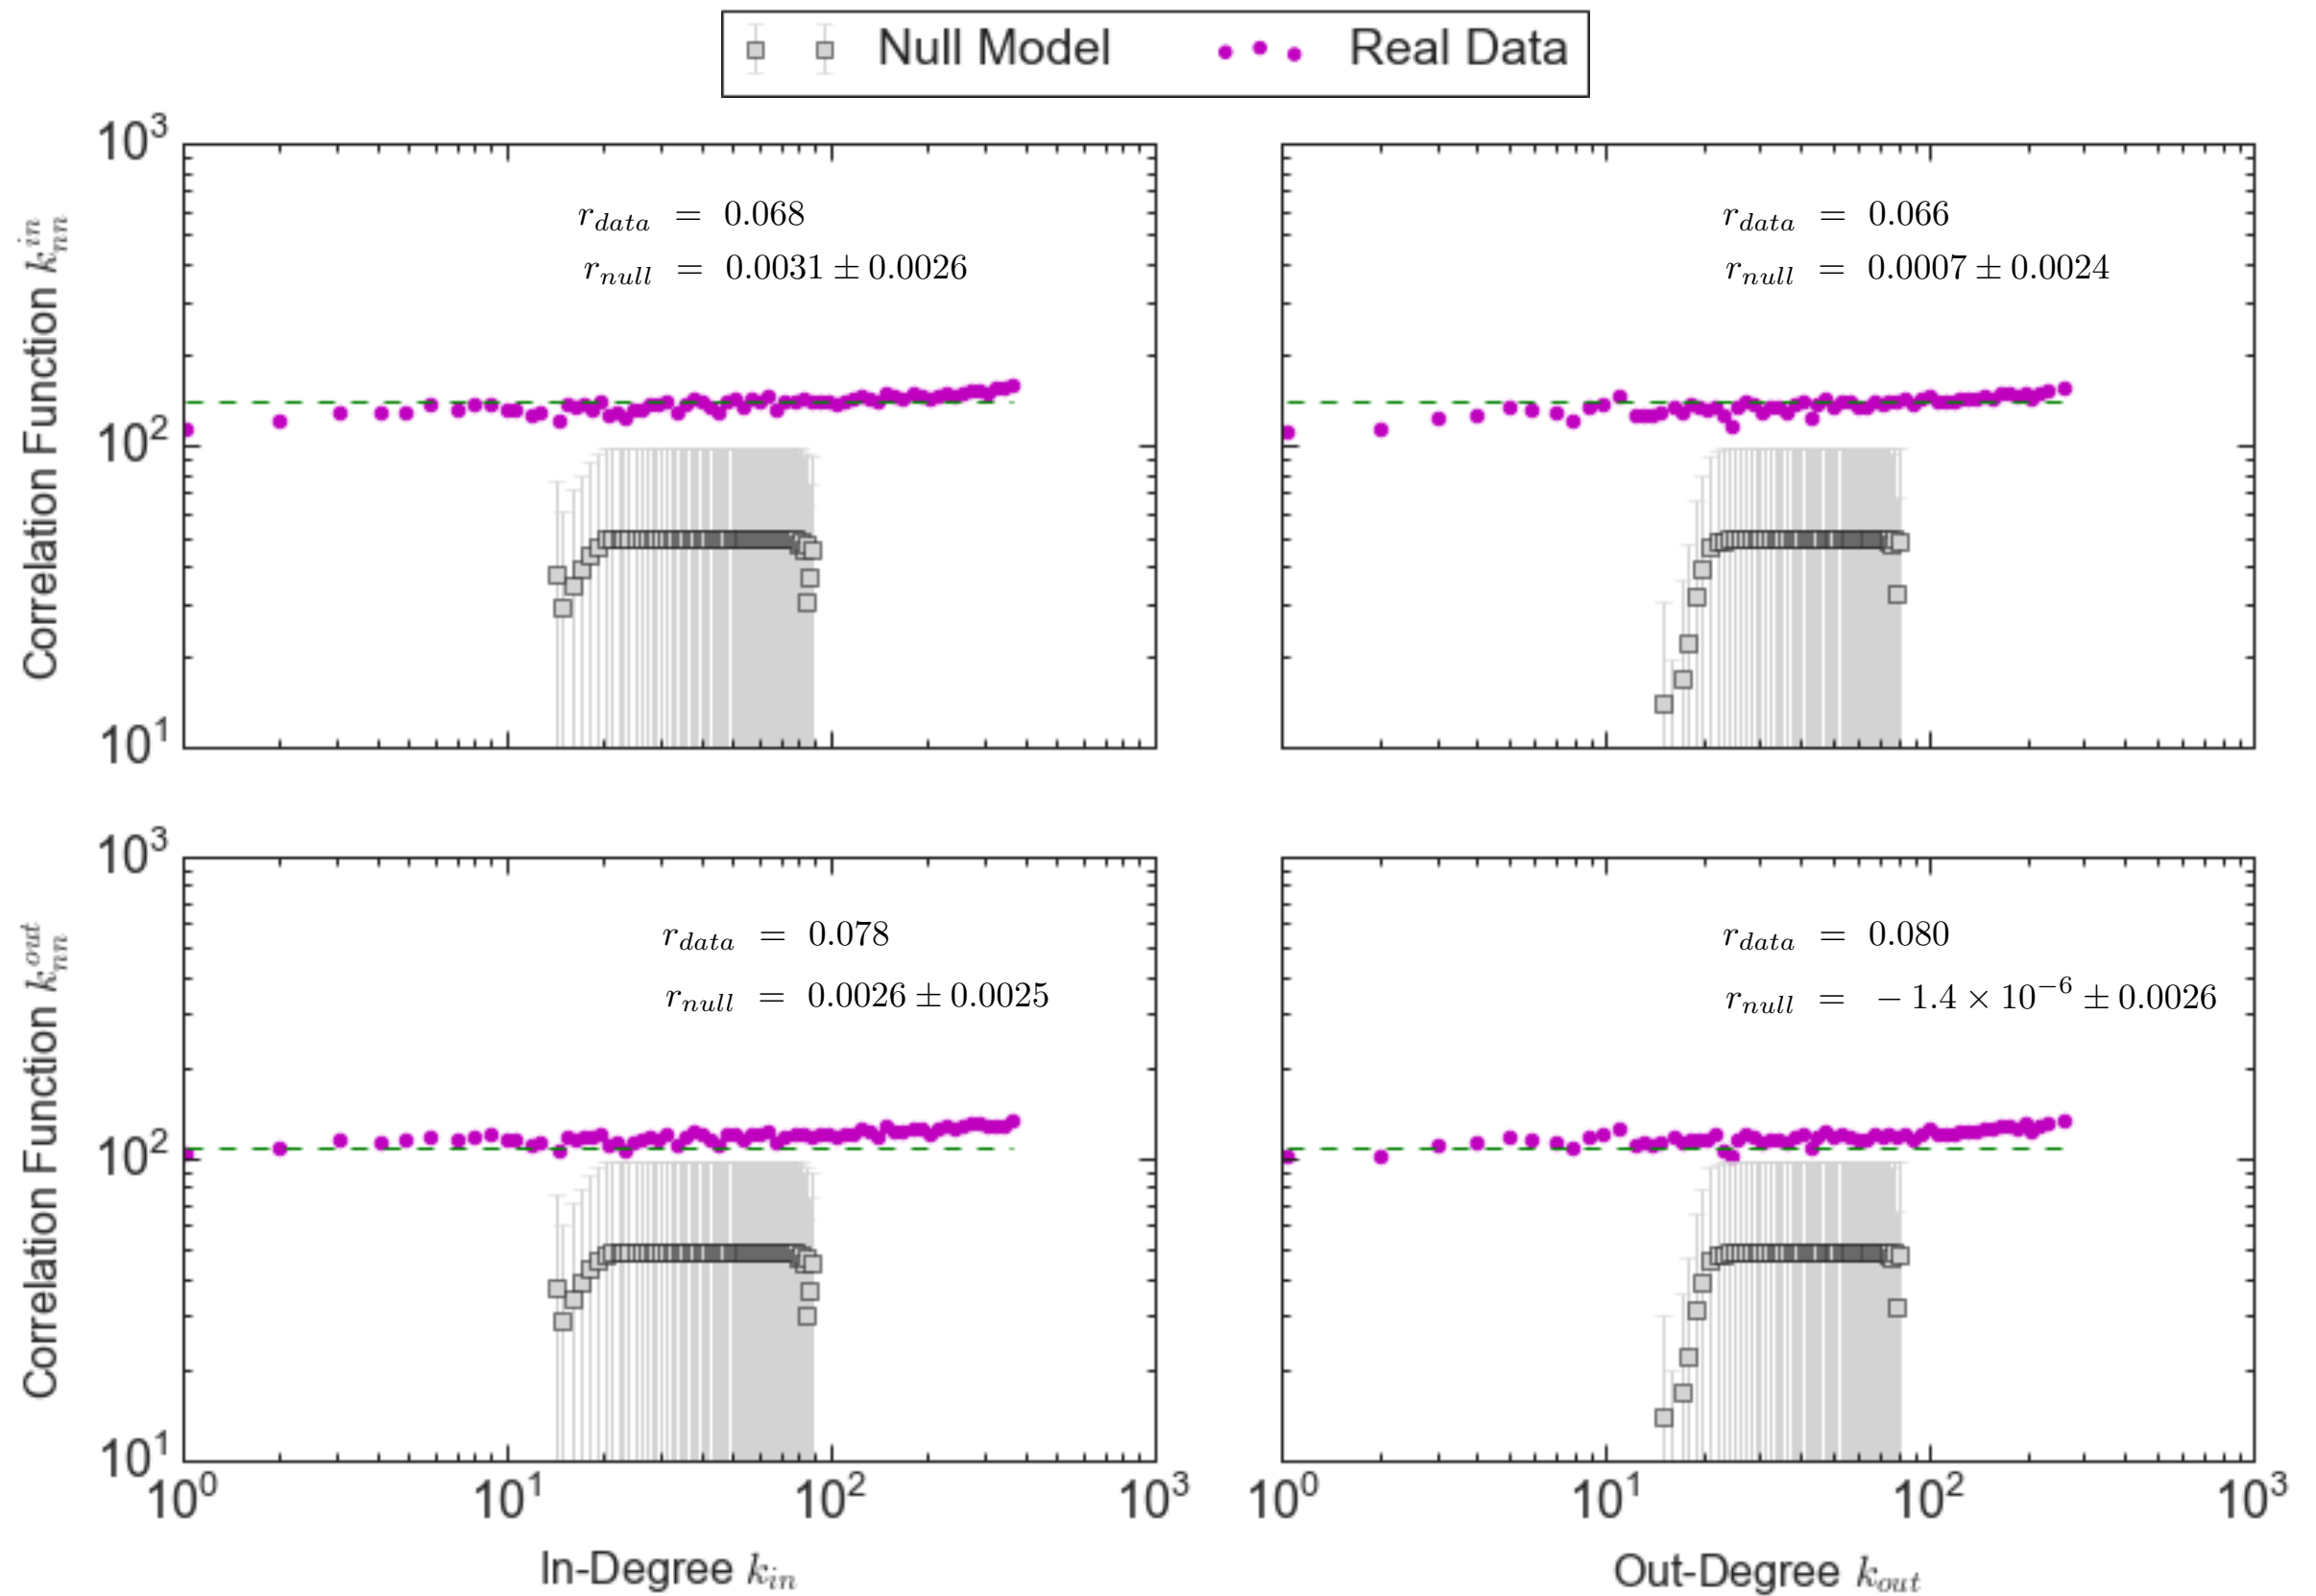 Null Model Real Data
10^3
r_data = 0.068
r_null = 0.0031 ± 0.0026
r_data = 0.066
r_null = 0.0007 ± 0.0024
Correlation Function k_nn^in
10^2
10^1
10^3
r_data = 0.078
r_null = 0.0026 ± 0.0025
r_data = 0.080
r_null = −1.4 × 10^−6 ± 0.0026
Correlation Function k_nn^out
10^2
10^1
10^0 10^1 10^2 10^3 10^0 10^1 10^2 10^3
In-Degree k_in Out-Degree k_out